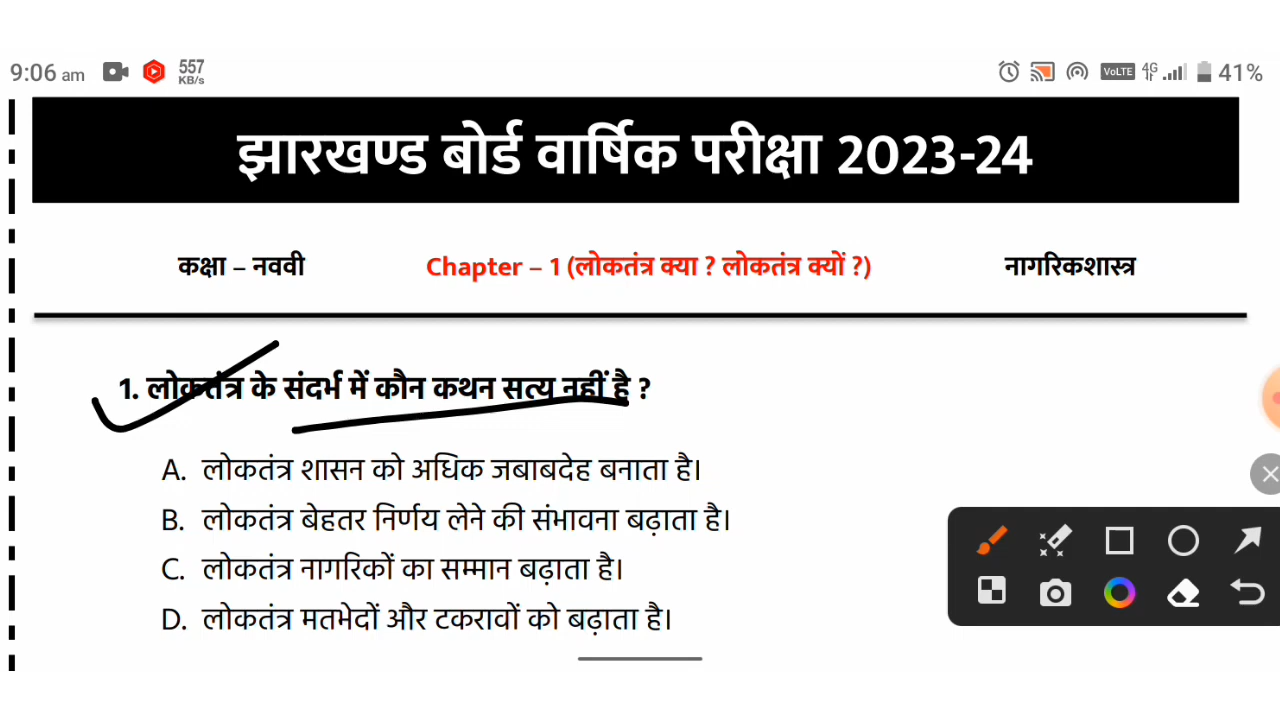 9:06 am 557 KB/s VoLTE 4G 41%
झारखण्ड बोर्ड वार्षिक परीक्षा 2023-24
कक्षा – नववी Chapter – 1 (लोकतंत्र क्या ? लोकतंत्र क्यों ?) नागरिकशास्त्र
1. लोकतंत्र के संदर्भ में कौन कथन सत्य नहीं है ?
A. लोकतंत्र शासन को अधिक जबाबदेह बनाता है।
B. लोकतंत्र बेहतर निर्णय लेने की संभावना बढ़ाता है।
C. लोकतंत्र नागरिकों का सम्मान बढ़ाता है।
D. लोकतंत्र मतभेदों और टकरावों को बढ़ाता है।